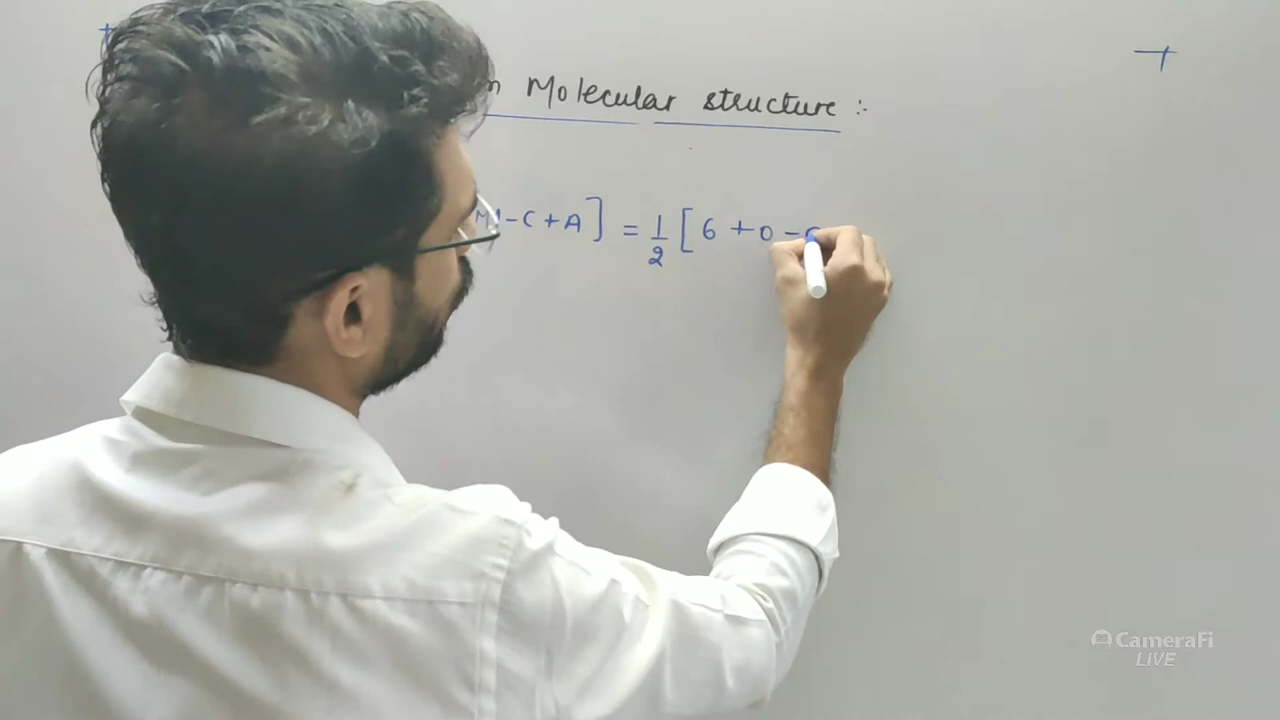 Molecular structure :
-C+A] = 1/2 [6 +0 -
CameraFi
LIVE